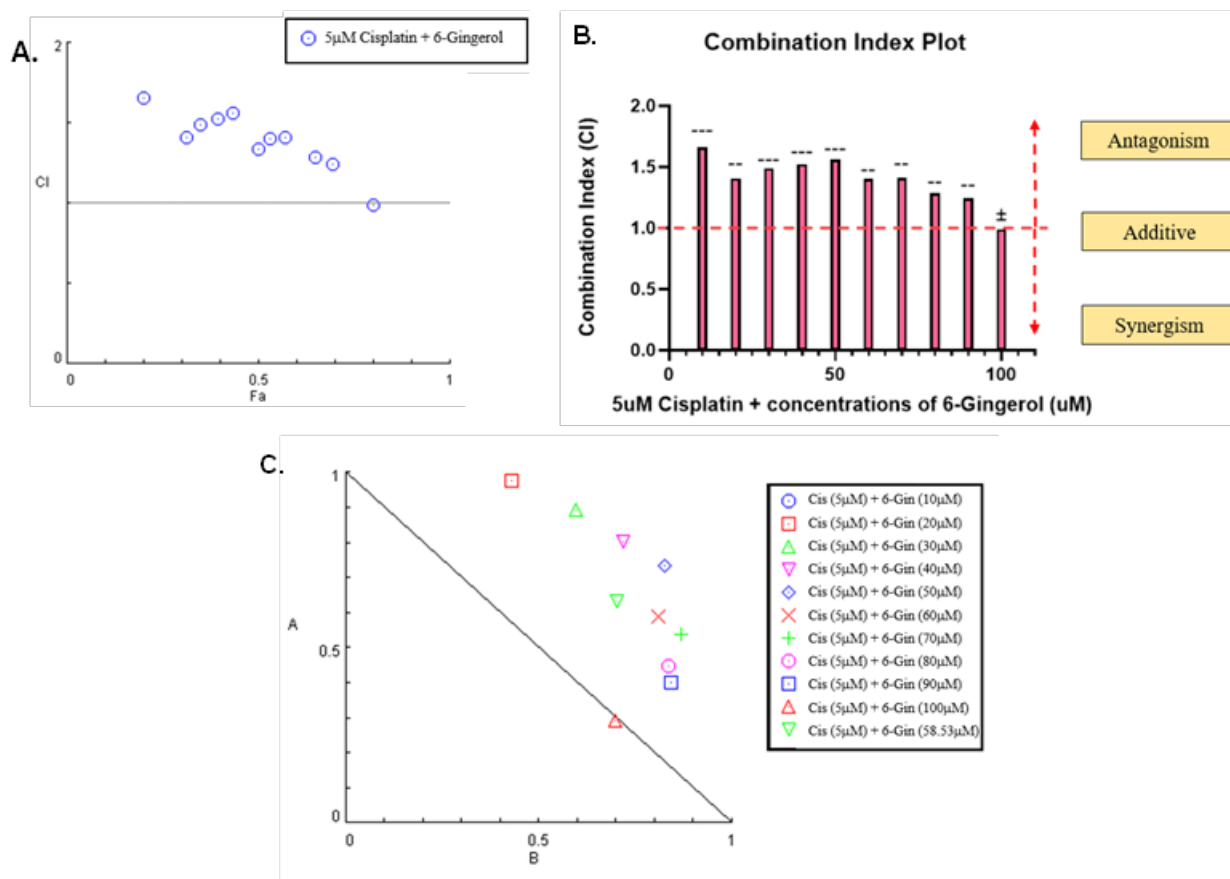 A.
5µM Cisplatin + 6-Gingerol
2
CI
0
0
0.5
1
Fa
B.
Combination Index Plot
Combination Index (CI)
2.0
1.5
1.0
0.5
0.0
---
--
---
---
---
--
--
--
--
±
0
50
100
5uM Cisplatin + concentrations of 6-Gingerol (uM)
Antagonism
Additive
Synergism
C.
1
A
0.5
0
0
0.5
1
B
Cis (5µM) + 6-Gin (10µM)
Cis (5µM) + 6-Gin (20µM)
Cis (5µM) + 6-Gin (30µM)
Cis (5µM) + 6-Gin (40µM)
Cis (5µM) + 6-Gin (50µM)
Cis (5µM) + 6-Gin (60µM)
Cis (5µM) + 6-Gin (70µM)
Cis (5µM) + 6-Gin (80µM)
Cis (5µM) + 6-Gin (90µM)
Cis (5µM) + 6-Gin (100µM)
Cis (5µM) + 6-Gin (58.53µM)